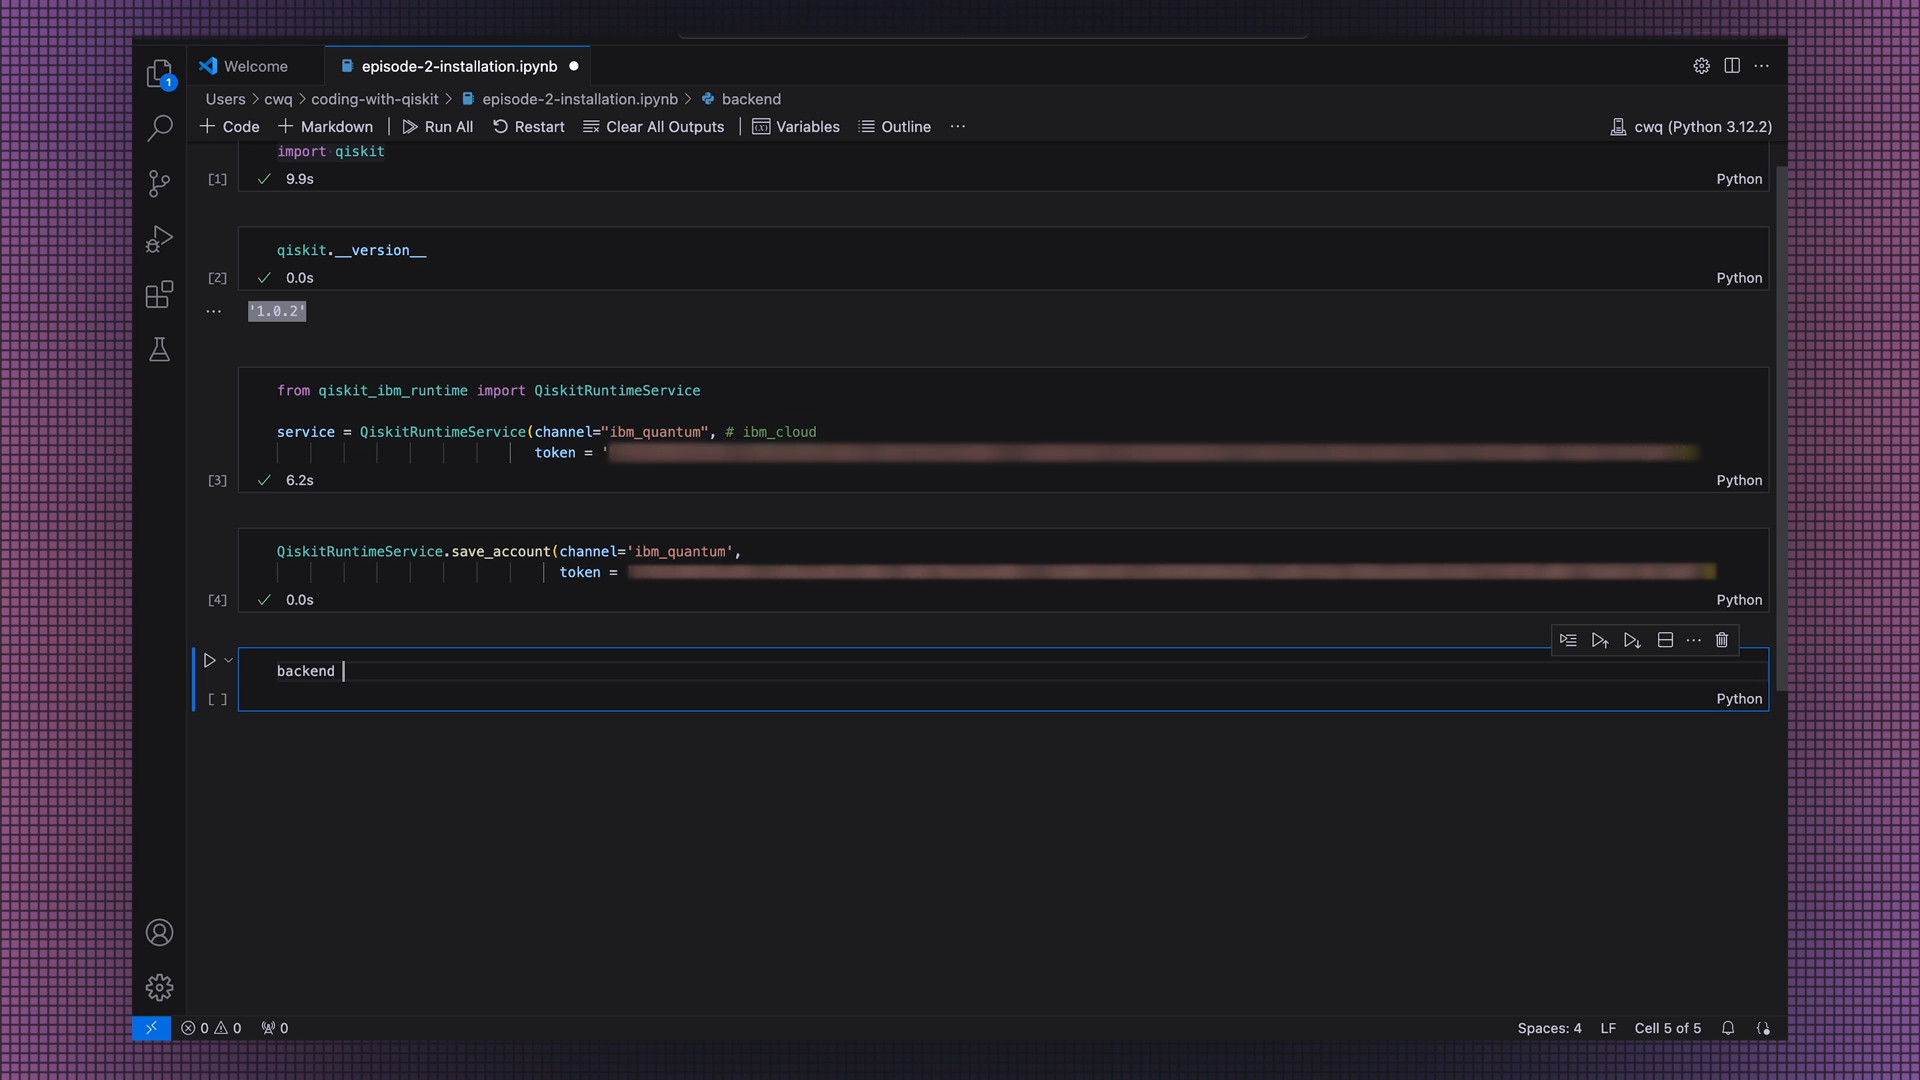 1
Welcome
episode-2-installation.ipynb
Users > cwq > coding-with-qiskit > episode-2-installation.ipynb > backend
+ Code + Markdown | Run All Restart Clear All Outputs | Variables Outline ...
cwq (Python 3.12.2)
import qiskit
[1] ✓ 9.9s Python
qiskit.__version__
[2] ✓ 0.0s Python
... '1.0.2'
from qiskit_ibm_runtime import QiskitRuntimeService
service = QiskitRuntimeService(channel="ibm_quantum", # ibm_cloud
token = '
[3] ✓ 6.2s Python
QiskitRuntimeService.save_account(channel='ibm_quantum',
token =
[4] ✓ 0.0s Python
backend
[ ] Python
0 0 0
Spaces: 4 LF Cell 5 of 5